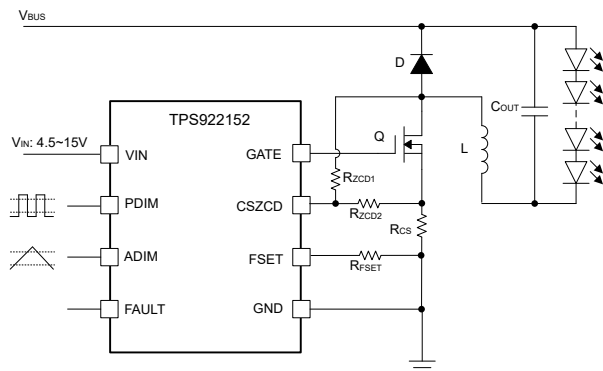 VBUS
D
TPS922152
COUT
VIN: 4.5~15V
Q
L
VIN
GATE
RZCD1
PDIM
CSZCD
RZCD2
RCS
ADIM
FSET
RFSET
FAULT
GND